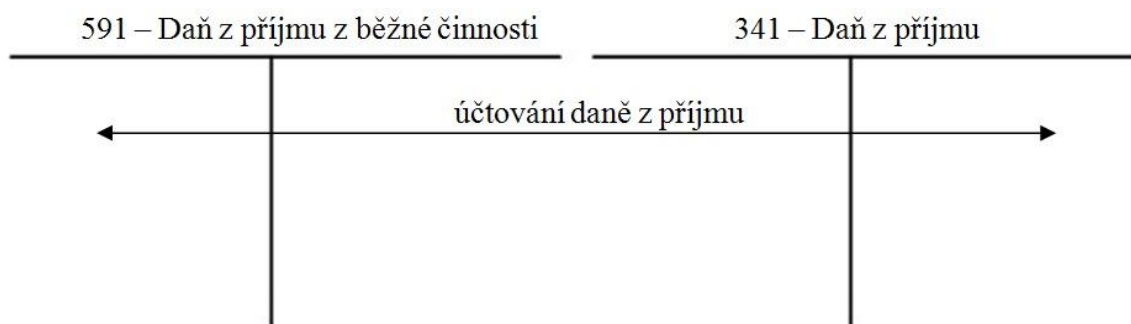 591 – Daň z příjmu z běžné činnosti
341 – Daň z příjmu
účtování daně z příjmu